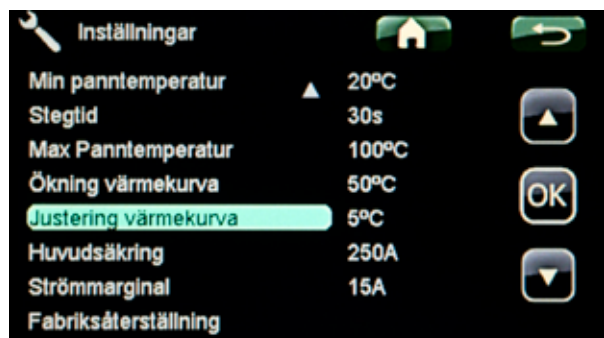 Inställningar
Min panntemperatur 20ºC
Stegtid 30s
Max Panntemperatur 100ºC
Ökning värmekurva 50ºC
Justering värmekurva 5ºC
Huvudsäkring 250A
Strömmarginal 15A
Fabriksåterställning
OK